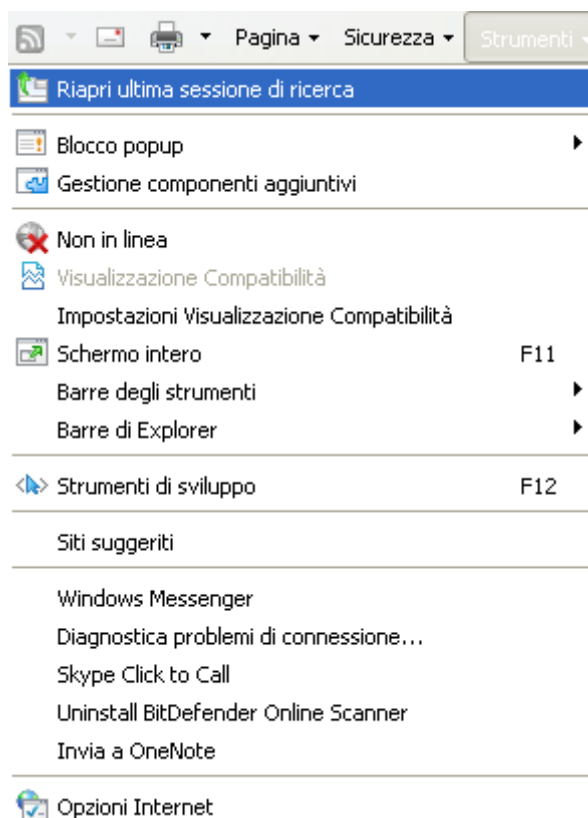 Pagina Sicurezza Strumenti
Riapri ultima sessione di ricerca
Blocco popup
Gestione componenti aggiuntivi
Non in linea
Visualizzazione Compatibilità
Impostazioni Visualizzazione Compatibilità
Schermo intero F11
Barre degli strumenti
Barre di Explorer
Strumenti di sviluppo F12
Siti suggeriti
Windows Messenger
Diagnostica problemi di connessione...
Skype Click to Call
Uninstall BitDefender Online Scanner
Invia a OneNote
Opzioni Internet